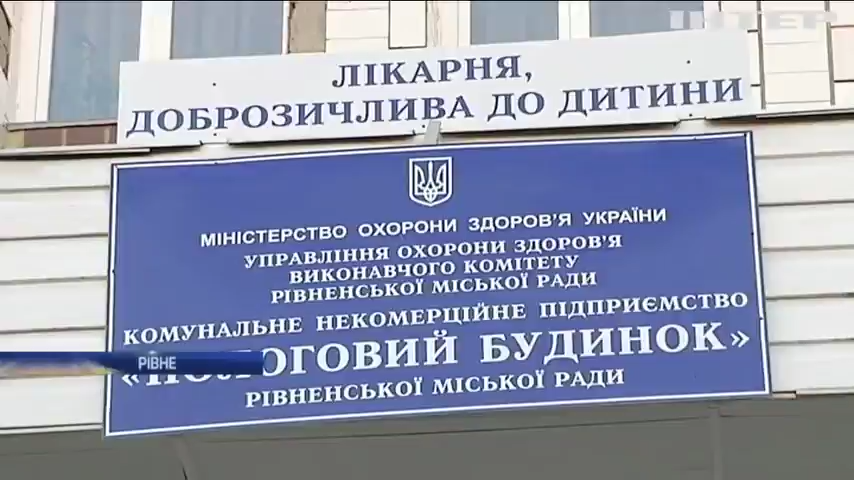 ІНТЕР
ЛІКАРНЯ,
ДОБРОЗИЧЛИВА ДО ДИТИНИ
МІНІСТЕРСТВО ОХОРОНИ ЗДОРОВ'Я УКРАЇНИ
УПРАВЛІННЯ ОХОРОНИ ЗДОРОВ'Я
ВИКОНАВЧОГО КОМІТЕТУ
РІВНЕНСЬКОЇ МІСЬКОЇ РАДИ
КОМУНАЛЬНЕ НЕКОМЕРЦІЙНЕ ПІДПРИЄМСТВО
«ПОЛОГОВИЙ БУДИНОК»
РІВНЕ
РІВНЕНСЬКОЇ МІСЬКОЇ РАДИ